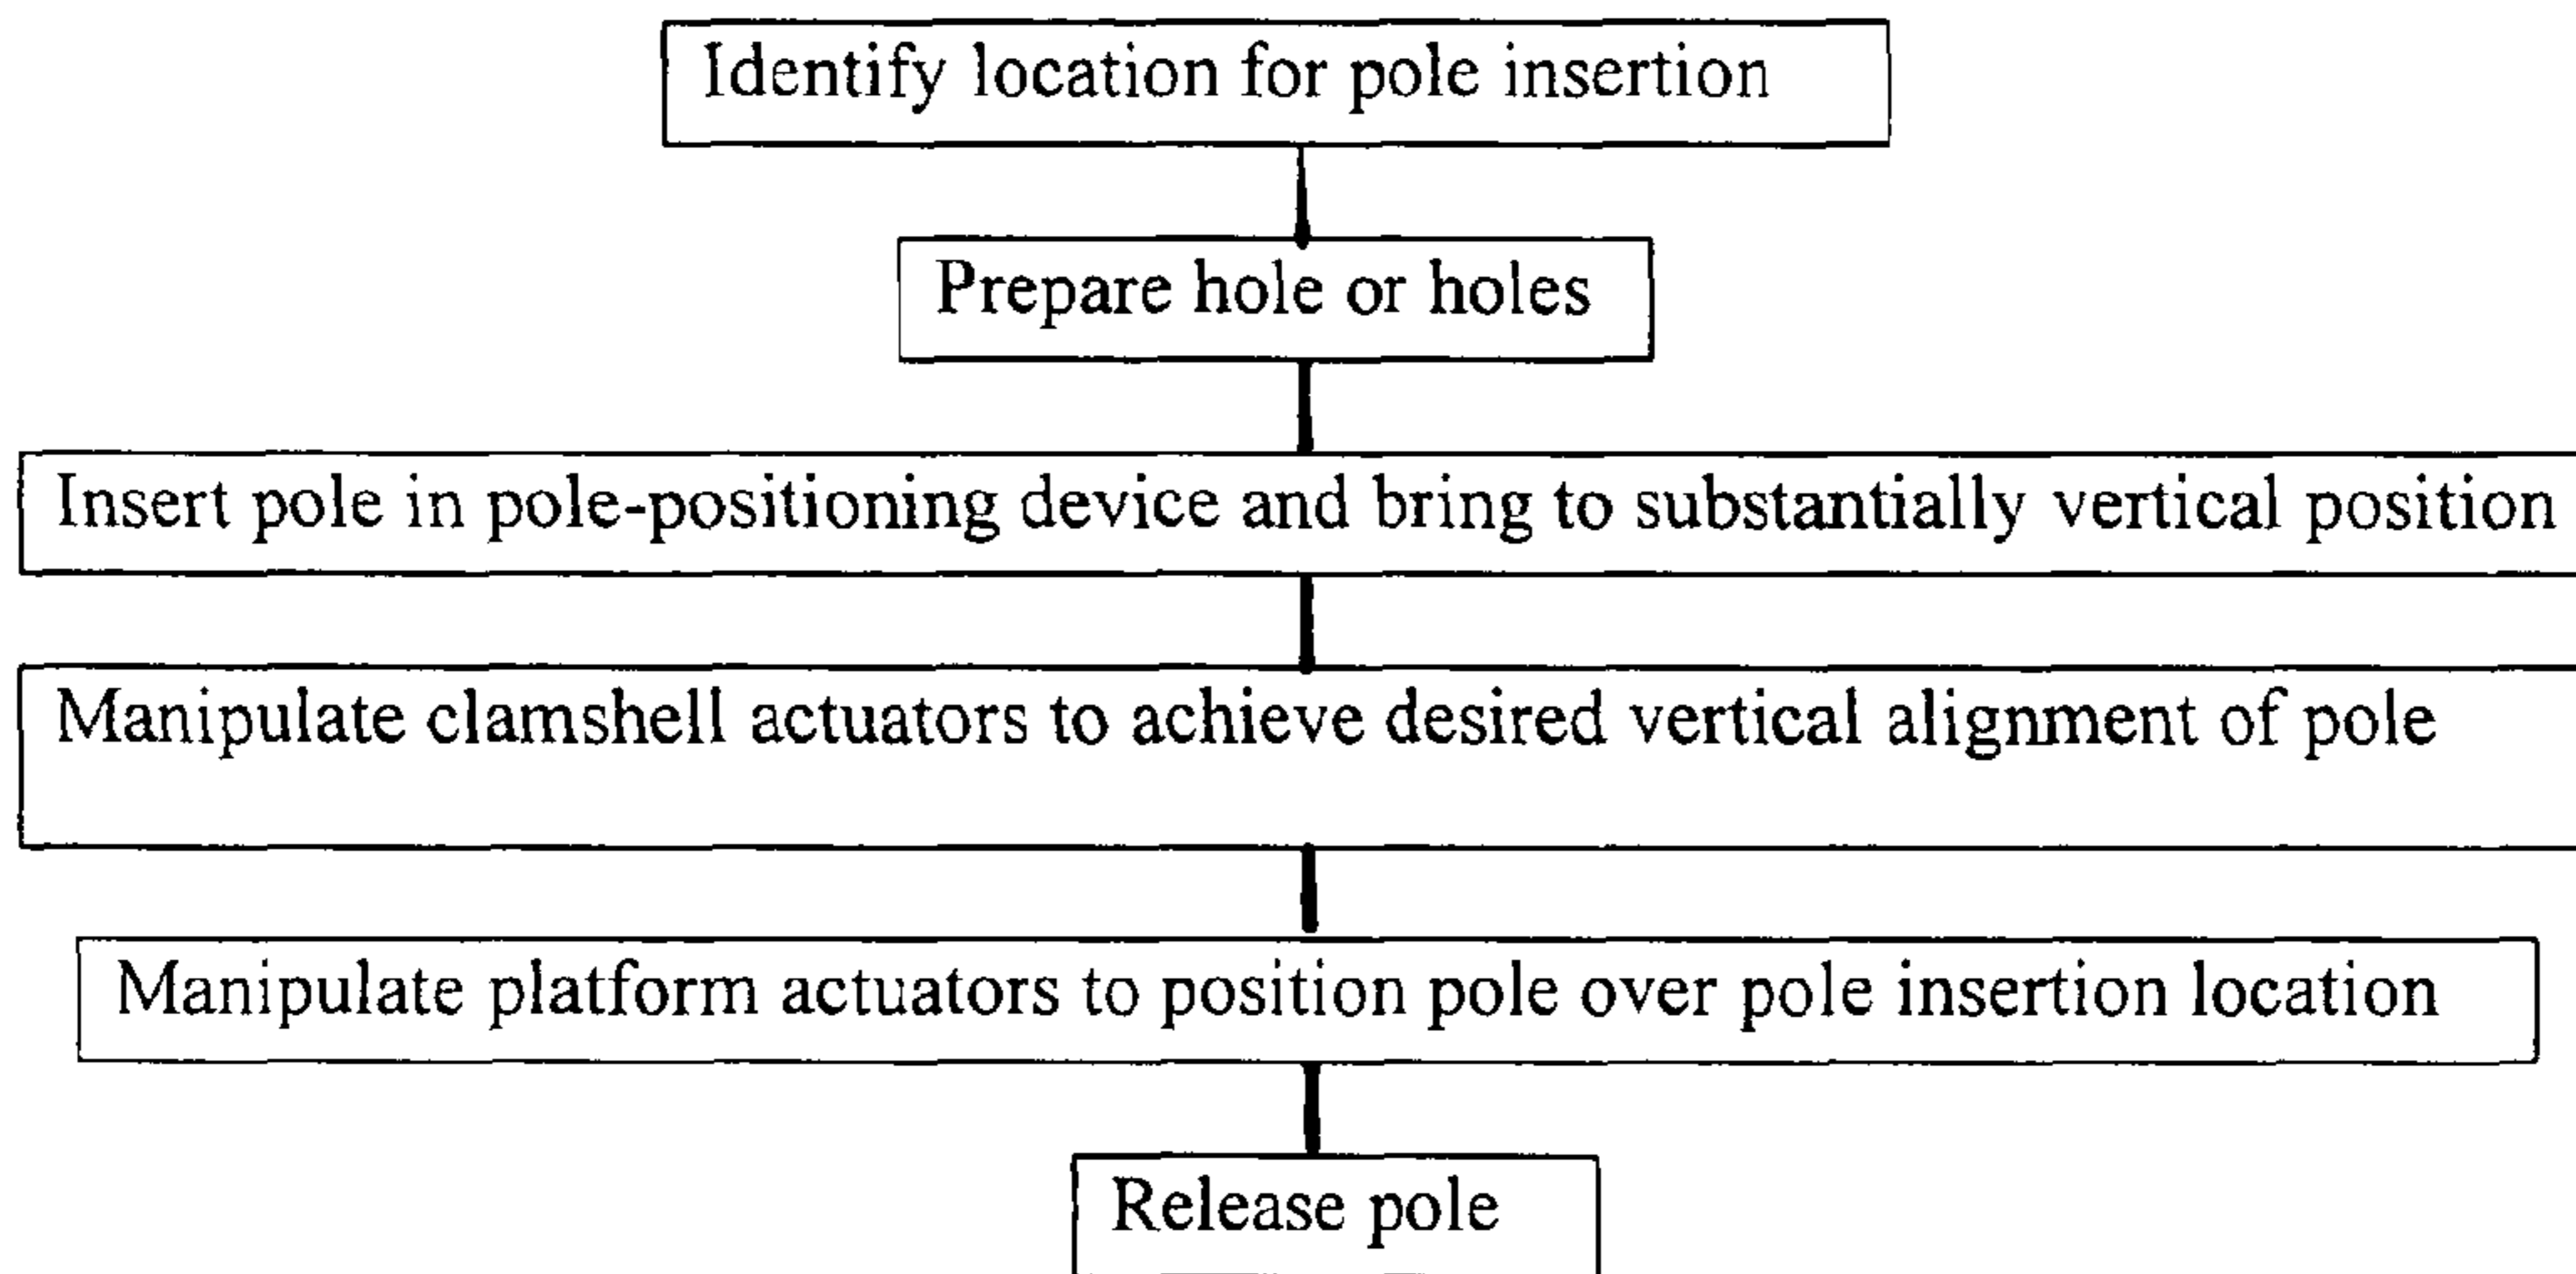 Identify location for pole insertion
Prepare hole or holes
Insert pole in pole-positioning device and bring to substantially vertical position
Manipulate clamshell actuators to achieve desired vertical alignment of pole
Manipulate platform actuators to position pole over pole insertion location
Release pole